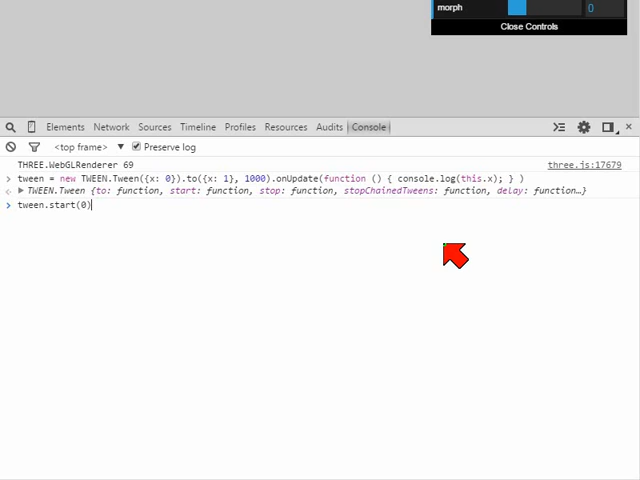 morph 0
Close Controls
Elements Network Sources Timeline Profiles Resources Audits Console
<top frame> ▼ Preserve log
THREE.WebGLRenderer 69 three.js:17679
> tween = new TWEEN.Tween({x: 0}).to({x: 1}, 1000).onUpdate(function () { console.log(this.x); } )
TWEEN.Tween {to: function, start: function, stop: function, stopChainedTweens: function, delay: function…}
> tween.start(0)